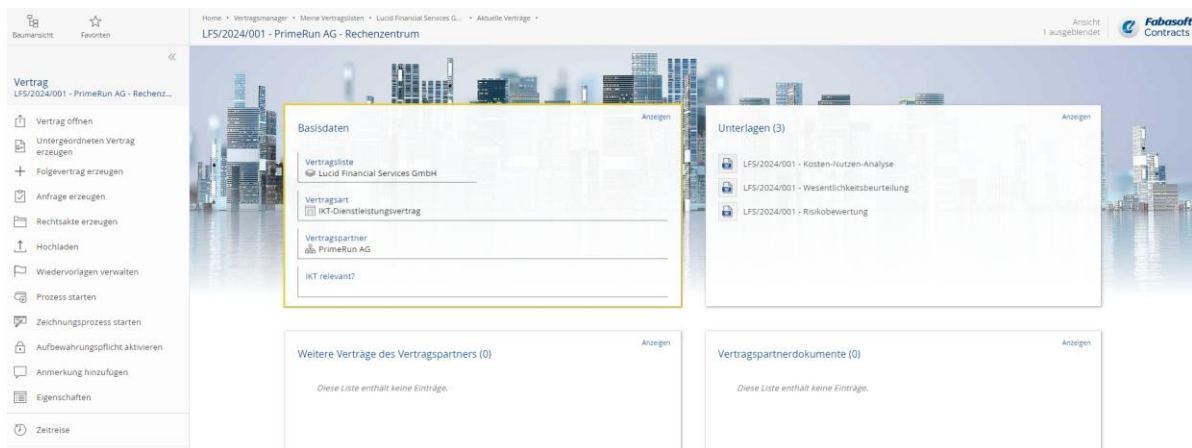 Baumansicht
Favoriten
Home • Vertragsmanager • Meine Vertragslisten • Lucid Financial Services G... • Aktuelle Verträge •
LFS/2024/001 - PrimeRun AG - Rechenzentrum
Ansicht
1 ausgeblendet
Fabasoft
Contracts
Vertrag
LFS/2024/001 - PrimeRun AG - Rechenz...
Vertrag öffnen
Untergeordneten Vertrag
erzeugen
Folgevertrag erzeugen
Anfrage erzeugen
Rechtsakte erzeugen
Hochladen
Wiedervorlagen verwalten
Prozess starten
Zeichnungsprozess starten
Aufbewahrungspflicht aktivieren
Anmerkung hinzufügen
Eigenschaften
Zeitreise
Basisdaten
Anzeigen
Vertragsliste
Lucid Financial Services GmbH
Vertragsart
IKT-Dienstleistungsvertrag
Vertragspartner
PrimeRun AG
IKT relevant?
Unterlagen (3)
Anzeigen
LFS/2024/001 - Kosten-Nutzen-Analyse
LFS/2024/001 - Wesentlichkeitsbeurteilung
LFS/2024/001 - Risikobewertung
Weitere Verträge des Vertragspartners (0)
Anzeigen
Diese Liste enthält keine Einträge.
Vertragspartnerdokumente (0)
Anzeigen
Diese Liste enthält keine Einträge.